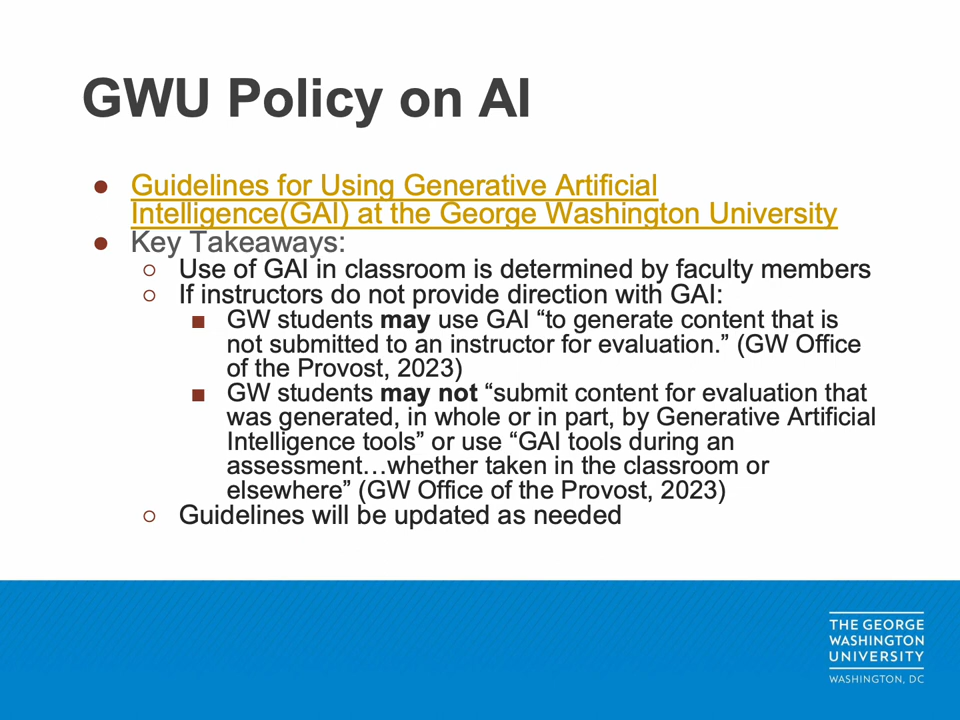 GWU Policy on AI
● Guidelines for Using Generative Artificial
Intelligence(GAI) at the George Washington University
● Key Takeaways:
○ Use of GAI in classroom is determined by faculty members
○ If instructors do not provide direction with GAI:
■ GW students may use GAI “to generate content that is
not submitted to an instructor for evaluation.” (GW Office
of the Provost, 2023)
■ GW students may not “submit content for evaluation that
was generated, in whole or in part, by Generative Artificial
Intelligence tools” or use “GAI tools during an
assessment…whether taken in the classroom or
elsewhere” (GW Office of the Provost, 2023)
○ Guidelines will be updated as needed
THE GEORGE
WASHINGTON
UNIVERSITY
WASHINGTON, DC